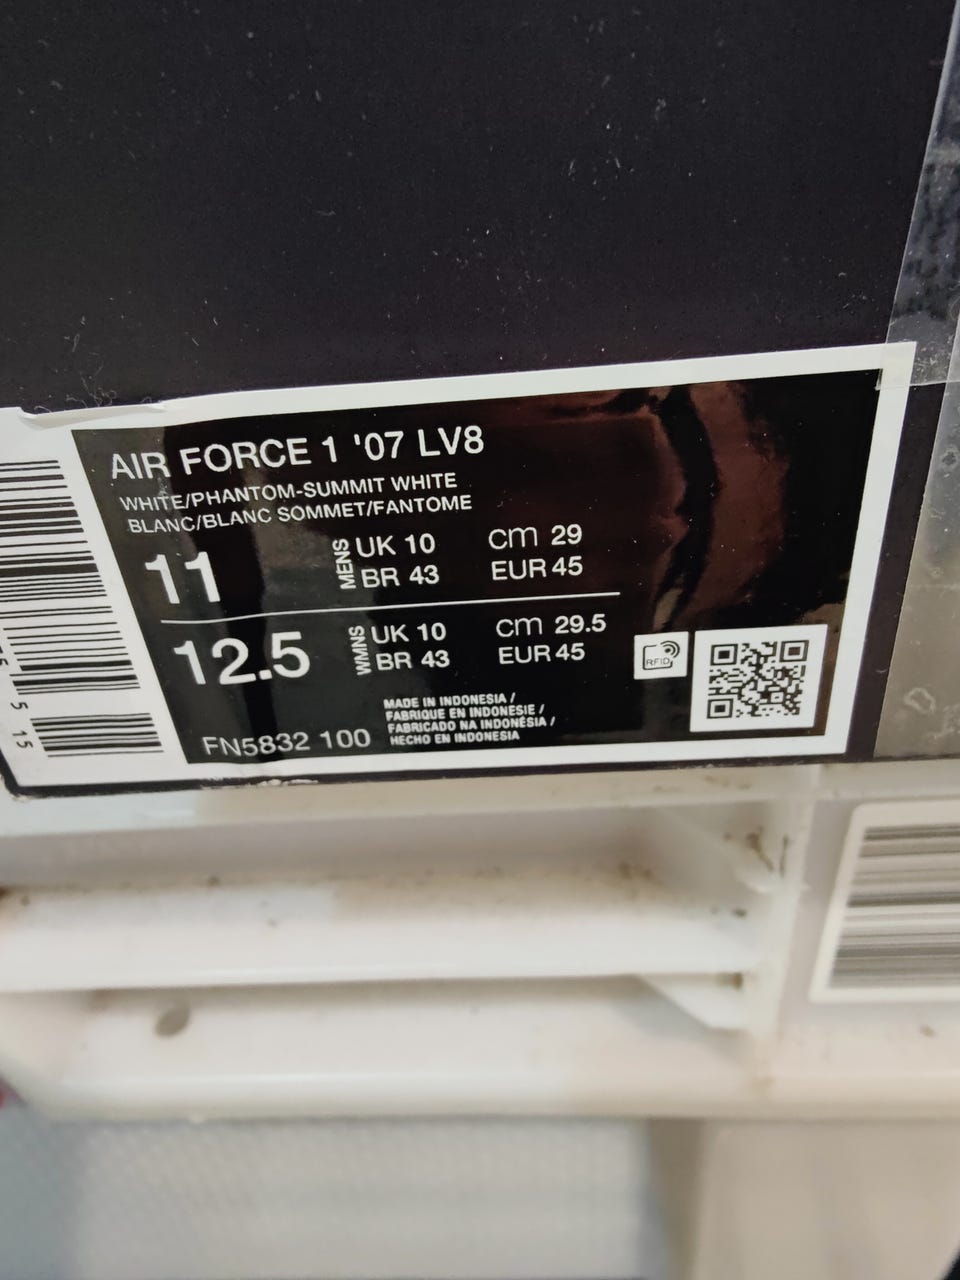 AIR FORCE 1 '07 LV8
WHITE/PHANTOM-SUMMIT WHITE
BLANC/BLANC SOMMET/FANTOME
11 MENS UK 10 CM 29
BR 43 EUR 45
12.5 WMNS UK 10 CM 29.5
BR 43 EUR 45
RFID
FN5832 100
MADE IN INDONESIA /
FABRIQUE EN INDONESIE /
FABRICADO NA INDONÉSIA /
HECHO EN INDONESIA
5 15